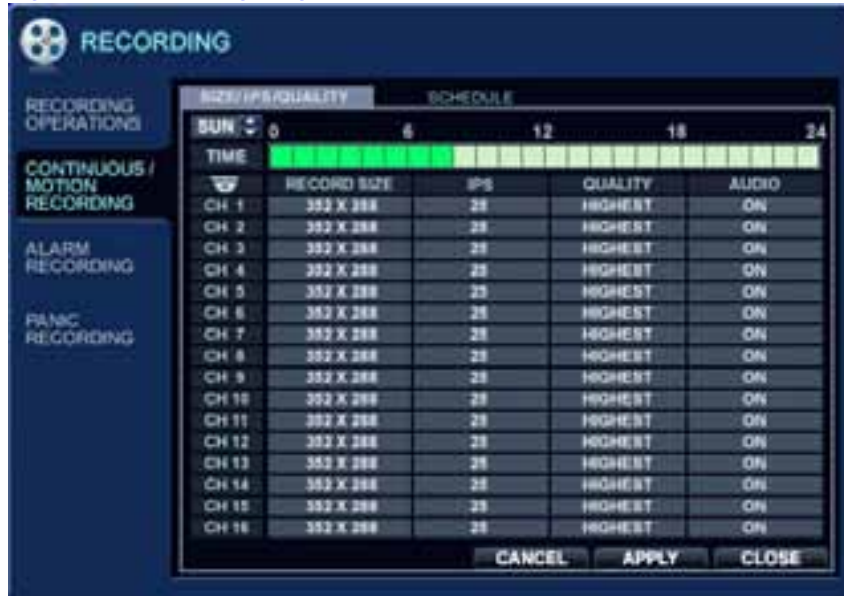 RECORDING
RECORDING OPERATIONS
CONTINUOUS / MOTION RECORDING
ALARM RECORDING
PANIC RECORDING
SIZE/IPS/QUALITY SCHEDULE
SUN 0 6 12 18 24
TIME
RECORD SIZE IPS QUALITY AUDIO
CH 1 352 X 288 25 HIGHEST ON
CH 2 352 X 288 25 HIGHEST ON
CH 3 352 X 288 25 HIGHEST ON
CH 4 352 X 288 25 HIGHEST ON
CH 5 352 X 288 25 HIGHEST ON
CH 6 352 X 288 25 HIGHEST ON
CH 7 352 X 288 25 HIGHEST ON
CH 8 352 X 288 25 HIGHEST ON
CH 9 352 X 288 25 HIGHEST ON
CH 10 352 X 288 25 HIGHEST ON
CH 11 352 X 288 25 HIGHEST ON
CH 12 352 X 288 25 HIGHEST ON
CH 13 352 X 288 25 HIGHEST ON
CH 14 352 X 288 25 HIGHEST ON
CH 15 352 X 288 25 HIGHEST ON
CH 16 352 X 288 25 HIGHEST ON
CANCEL APPLY CLOSE